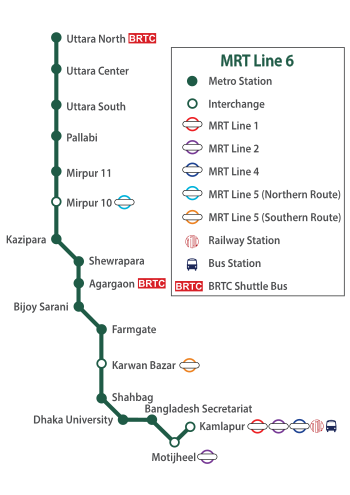 Uttara North BRTC
Uttara Center
Uttara South
Pallabi
Mirpur 11
Mirpur 10
Kazipara
Shewrapara
Agargaon BRTC
Bijoy Sarani
Farmgate
Karwan Bazar
Shahbag
Dhaka University
Bangladesh Secretariat
Kamlapur
Motijheel
MRT Line 6
Metro Station
Interchange
MRT Line 1
MRT Line 2
MRT Line 4
MRT Line 5 (Northern Route)
MRT Line 5 (Southern Route)
Railway Station
Bus Station
BRTC BRTC Shuttle Bus